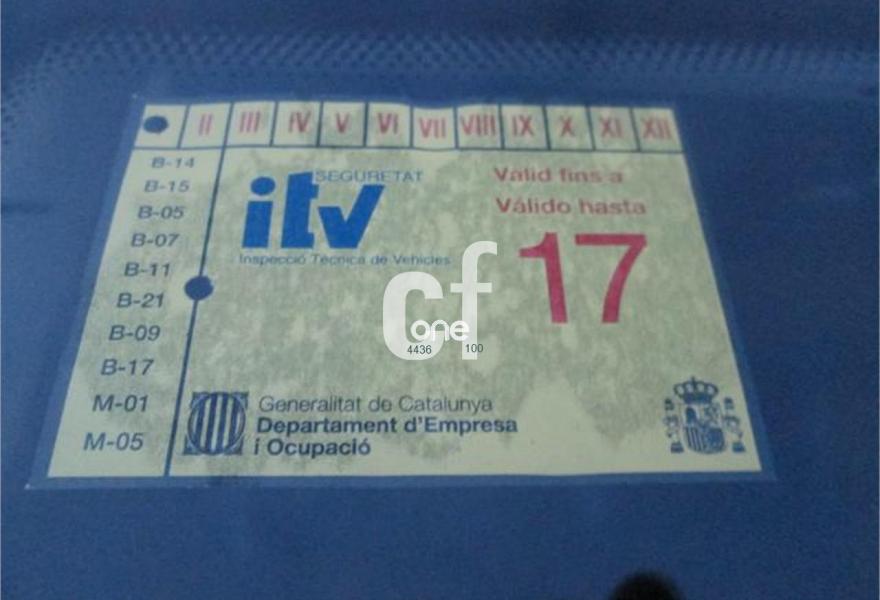 II III IV V VI VII VIII IX X XI XII
B-14
B-15
B-05
B-07
B-11
B-21
B-09
B-17
M-01
M-05
SEGURETAT
itv
Inspecció Tècnica de Vehicles
Vàlid fins a
Válido hasta
17
cf
one
4436 100
Generalitat de Catalunya
Departament d'Empresa
i Ocupació